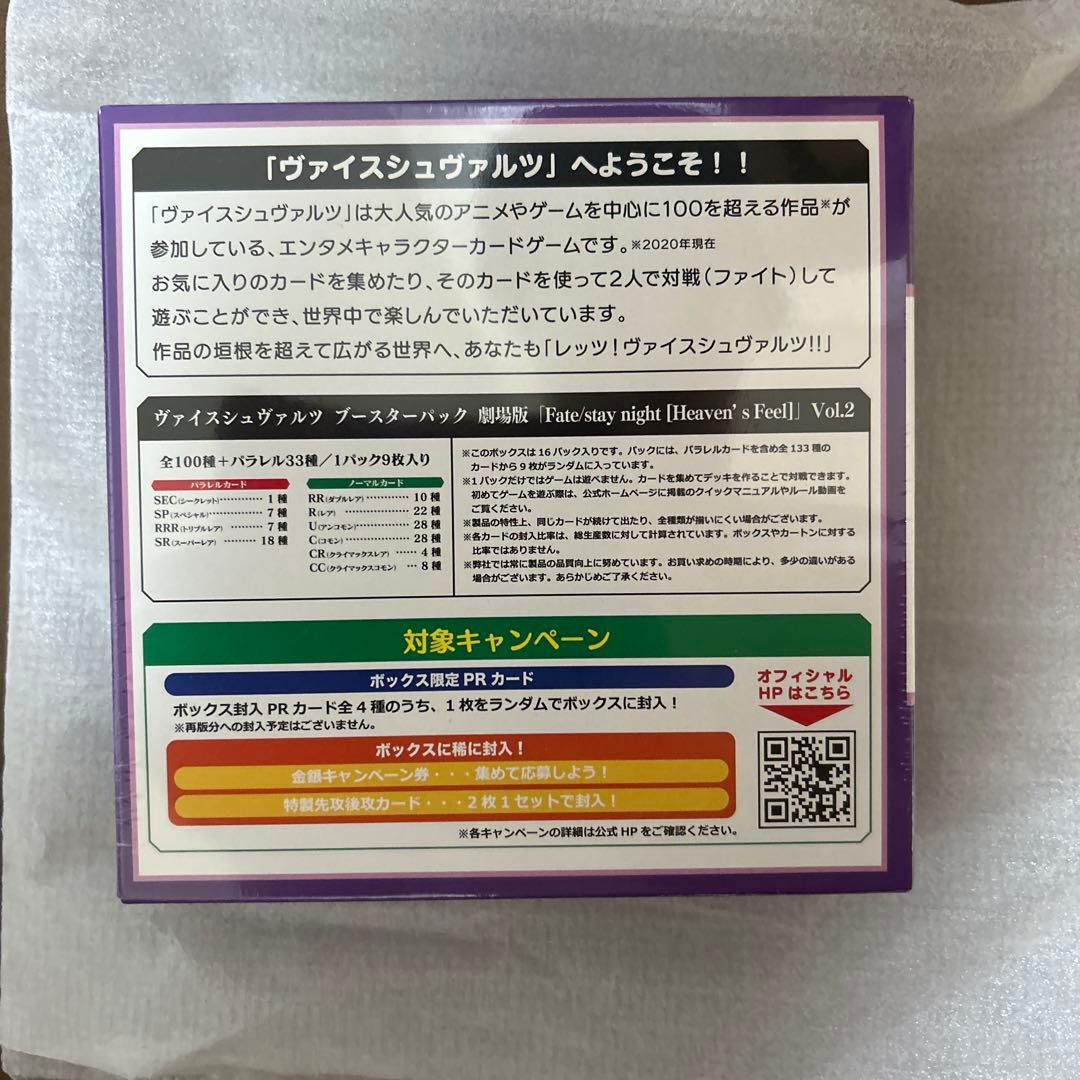 「ヴァイスシュヴァルツ」へようこそ！！
「ヴァイスシュヴァルツ」は大人気のアニメやゲームを中心に100を超える作品※が
参加している、エンタメキャラクターカードゲームです。※2020年現在
お気に入りのカードを集めたり、そのカードを使って2人で対戦（ファイト）して
遊ぶことができ、世界中で楽しんでいただいています。
作品の垣根を超えて広がる世界へ、あなたも「レッツ！ヴァイスシュヴァルツ!!」
ヴァイスシュヴァルツ ブースターパック 劇場版「Fate/stay night [Heaven's Feel]」Vol.2
全100種＋パラレル33種／1パック9枚入り
パラレルカード
SEC(シークレット)………… 1種
SP(スペシャル)………… 7種
RRR(トリプルレア) ……… 7種
SR(スーパーレア) ……… 18種
ノーマルカード
RR(ダブルレア) ………… 10種
R(レア) ………… 22種
U(アンコモン)………… 28種
C(コモン) ………… 28種
CR(クライマックスレア) …… 4種
CC(クライマックスコモン) … 8種
※このボックスは16パック入りです。パックには、パラレルカードを含め全133種の
カードから9枚がランダムに入っています。
※1パックだけではゲームは遊べません。カードを集めてデッキを作ることで対戦できます。
初めてゲームを遊ぶ際は、公式ホームページに掲載のクイックマニュアルやルール動画を
ご覧ください。
※製品の特性上、同じカードが続けて出たり、全種類が揃いにくい場合がございます。
※各カードの封入比率は、総生産数に対して計算されています。ボックスやカートンに対する
比率ではありません。
※弊社では常に製品の品質向上に努めています。お買い求めの時期により、多少の違いがある
場合がございます。あらかじめご了承ください。
対象キャンペーン
ボックス限定PRカード
ボックス封入PRカード全4種のうち、1枚をランダムでボックスに封入！
※再販分への封入予定はございません。
ボックスに稀に封入！
金銀キャンペーン券・・・集めて応募しよう！
特製先攻後攻カード・・・2枚1セットで封入！
※各キャンペーンの詳細は公式HPをご確認ください。
オフィシャル
HPはこちら